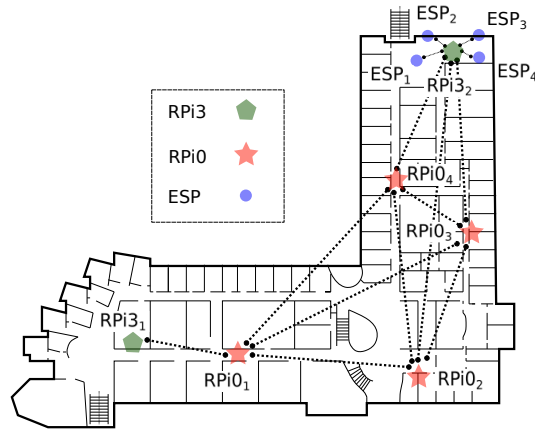 ESP₂
ESP₃
ESP₁
ESP₄
RPi3₂
RPi3
RPi0
ESP
RPi0₄
RPi0₃
RPi3₁
RPi0₁
RPi0₂